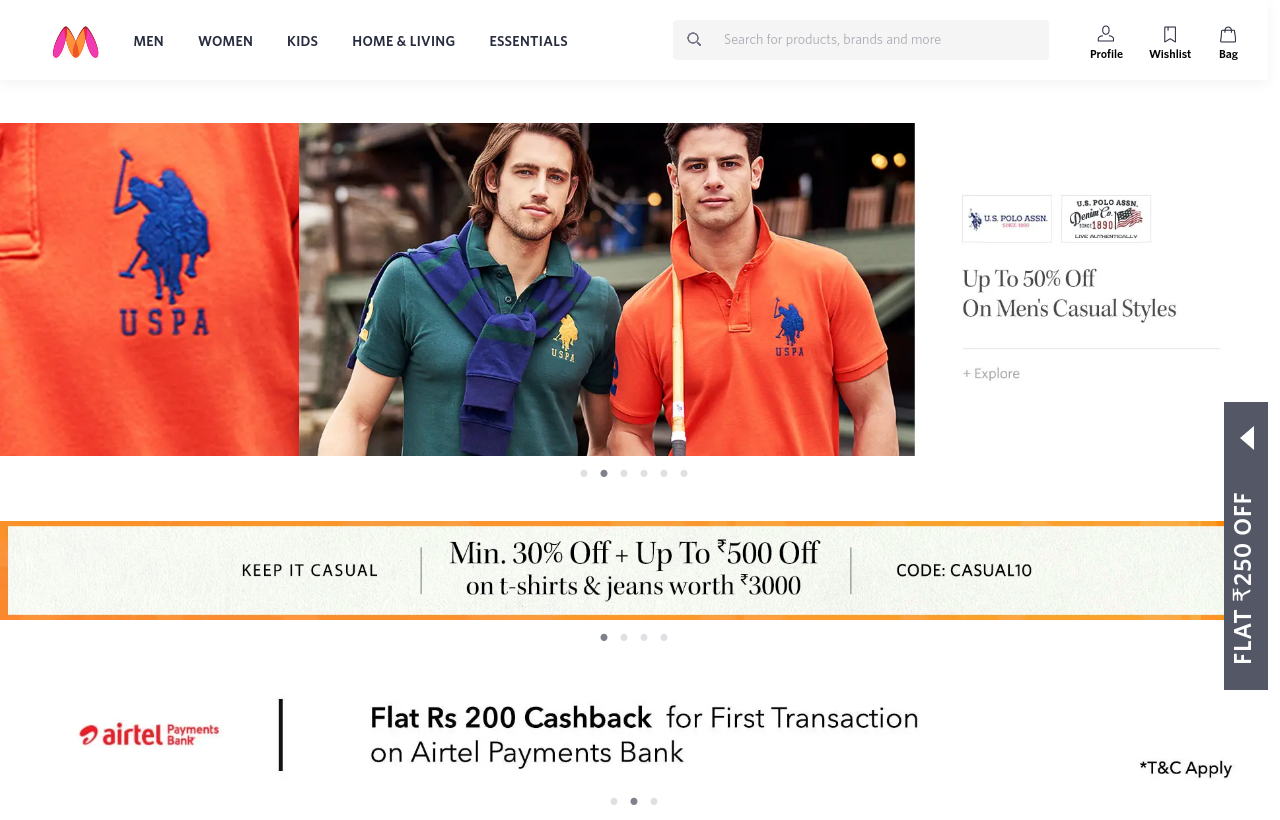 MEN WOMEN KIDS HOME & LIVING ESSENTIALS
Search for products, brands and more
Profile Wishlist Bag
USPA
2
USPA
USPA
U.S. POLO ASSN.
SINCE 1890
U.S. POLO ASSN.
Denim Co.
SINCE 1890
LIVE AUTHENTICALLY
Up To 50% Off
On Men's Casual Styles
+ Explore
FLAT ₹250 OFF
KEEP IT CASUAL
Min. 30% Off + Up To ₹500 Off
on t-shirts & jeans worth ₹3000
CODE: CASUAL10
airtel Payments
Bank
Flat Rs 200 Cashback for First Transaction
on Airtel Payments Bank
*T&C Apply